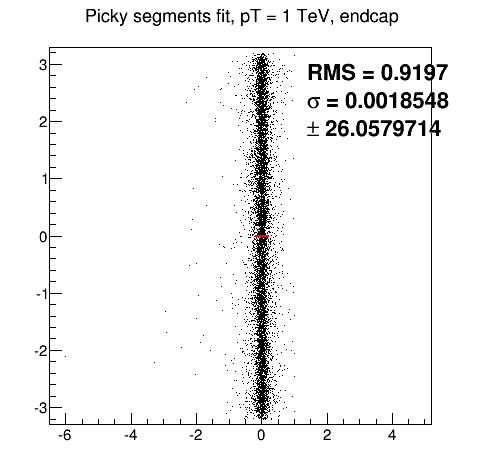 Picky segments fit, pT = 1 TeV, endcap
RMS = 0.9197
σ = 0.0018548
± 26.0579714
3
2
1
0
-1
-2
-3
-6 -4 -2 0 2 4